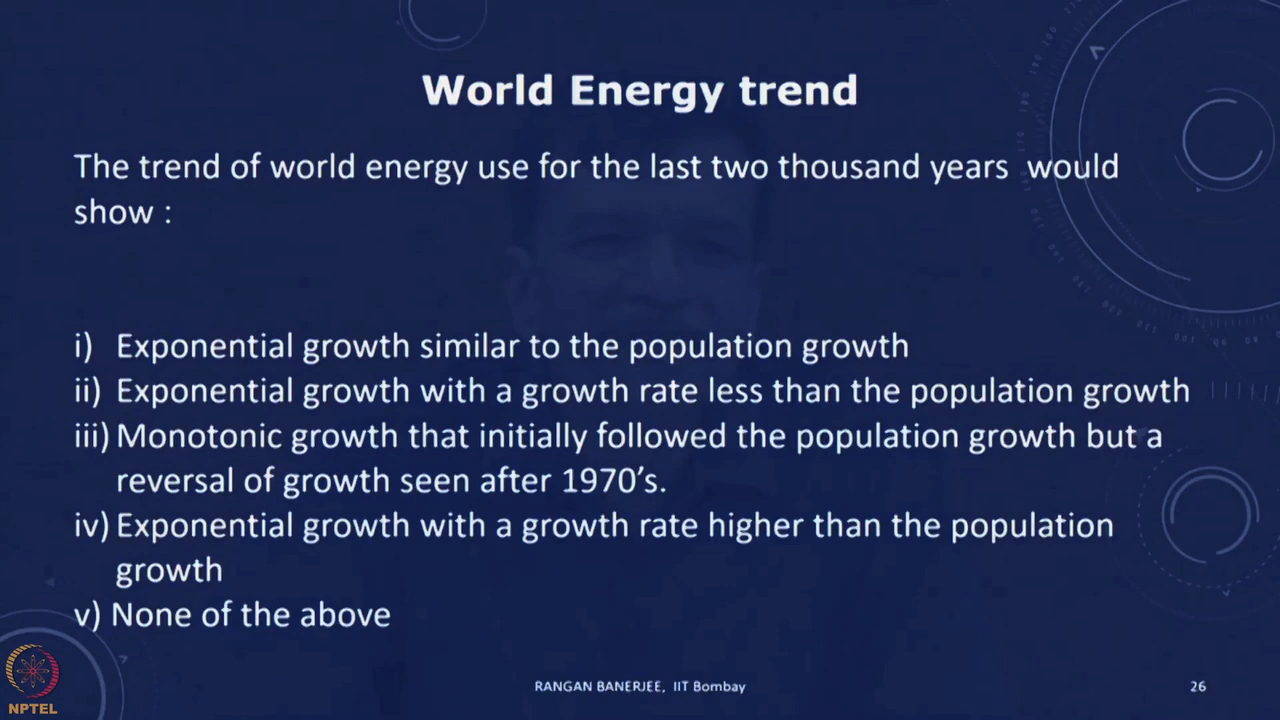 World Energy trend
The trend of world energy use for the last two thousand years would
show :
i) Exponential growth similar to the population growth
ii) Exponential growth with a growth rate less than the population growth
iii) Monotonic growth that initially followed the population growth but a
reversal of growth seen after 1970's.
iv) Exponential growth with a growth rate higher than the population
growth
v) None of the above
RANGAN BANERJEE, IIT Bombay
26
NPTEL